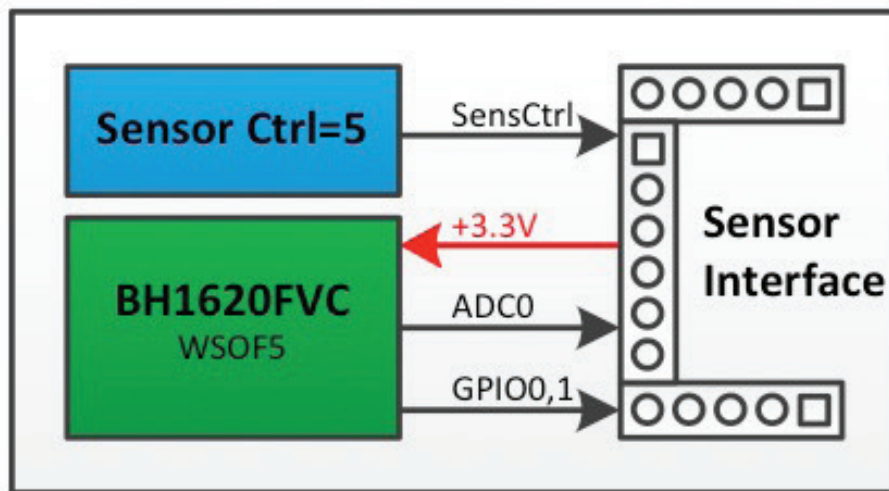 Sensor Ctrl=5
SensCtrl
+3.3V
BH1620FVC
WSOF5
ADC0
GPIO0,1
Sensor
Interface